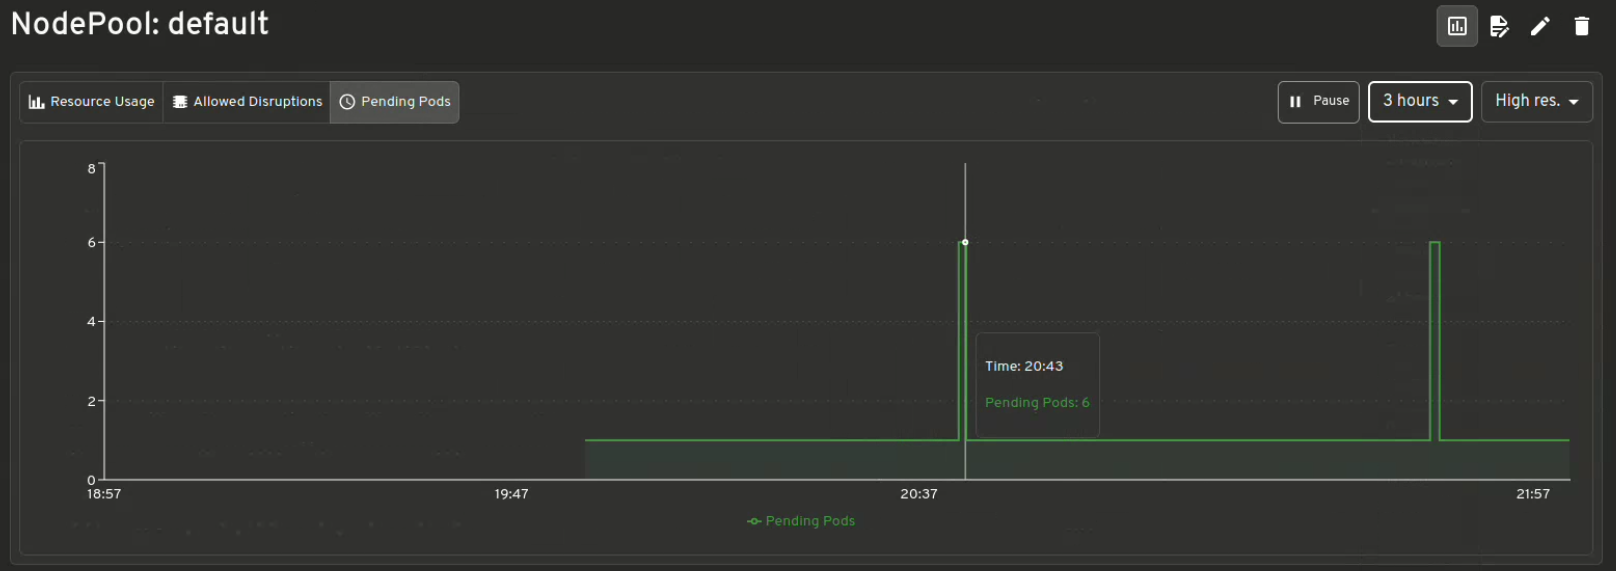 NodePool: default
Resource Usage
Allowed Disruptions
Pending Pods
Pause
3 hours
High res.
8
6
4
2
0
Time: 20:43
Pending Pods: 6
18:57
19:47
20:37
21:57
Pending Pods